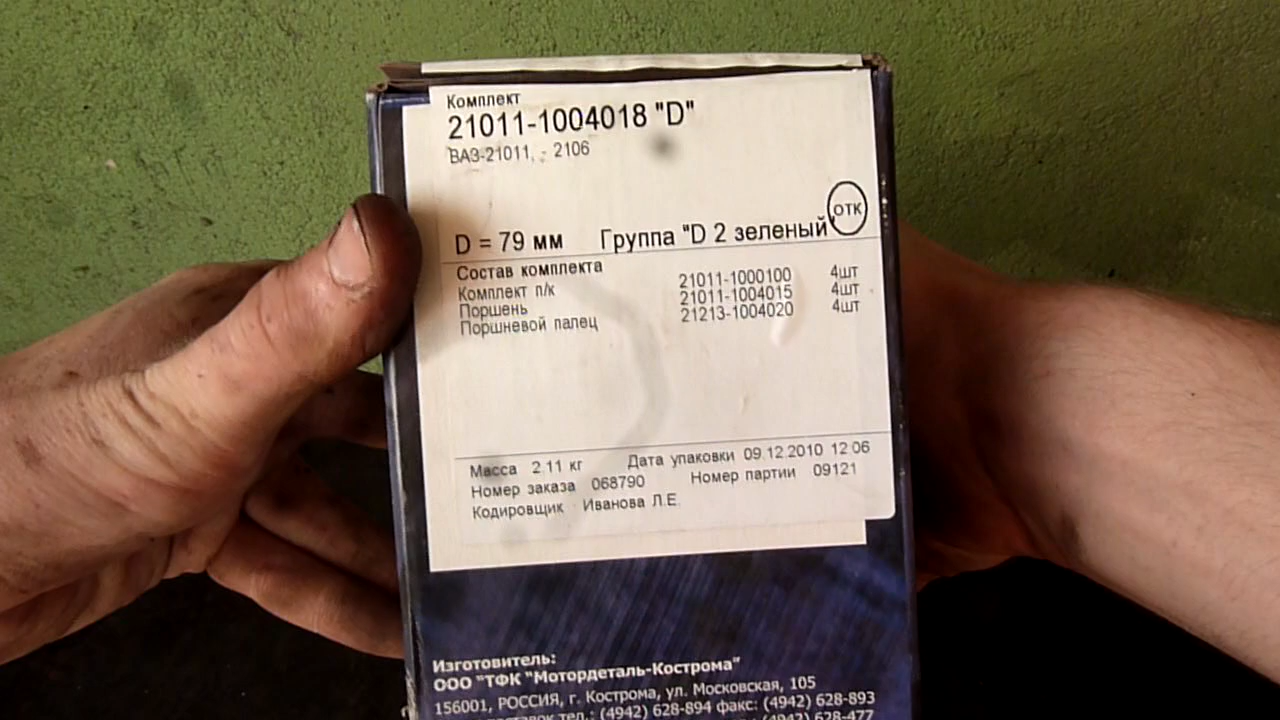 Комплект
21011-1004018 "D"
ВАЗ-21011, - 2106
ОТК
D = 79 мм Группа "D 2 зеленый"
Состав комплекта
Комплект п/к 21011-1000100 4шт
Поршень 21011-1004015 4шт
Поршневой палец 21213-1004020 4шт
Масса 2.11 кг Дата упаковки 09.12.2010 12:06
Номер заказа 068790 Номер партии 09121
Кодировщик Иванова Л.Е.
Изготовитель:
ООО "ТФК "Мотордеталь-Кострома"
156001, РОССИЯ, г. Кострома, ул. Московская, 105
тел.: (4942) 628-894 факс: (4942) 628-893
(4942) 628-477